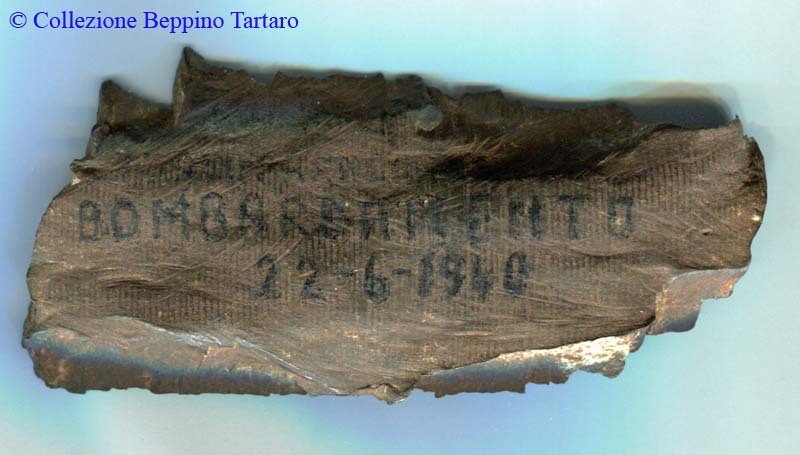 © Collezione Beppino Tartaro
BOMBARDAMENTO
22-6-1940